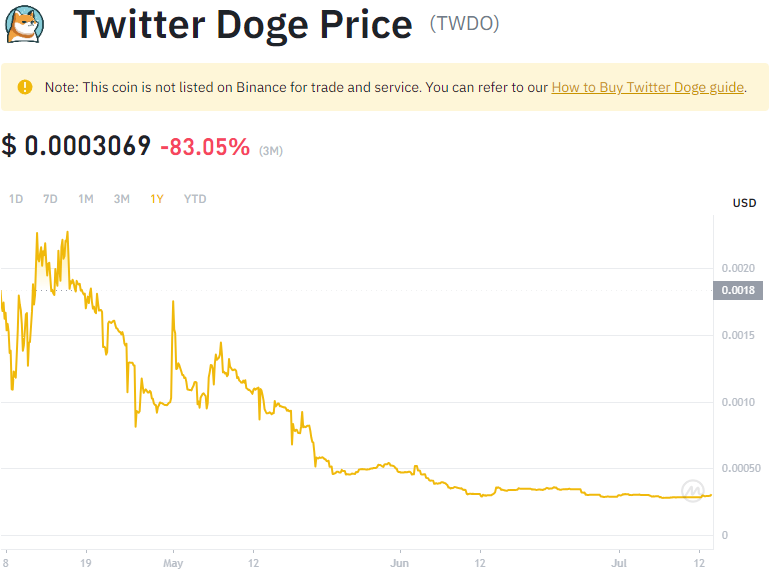 Twitter Doge Price (TWDO)
Note: This coin is not listed on Binance for trade and service. You can refer to our How to Buy Twitter Doge guide.
$ 0.0003069 -83.05% (3M)
1D 7D 1M 3M 1Y YTD
USD
0.0020
0.0018
0.0015
0.0010
0.00050
0
8 19 May 12 Jun 12 Jul 12